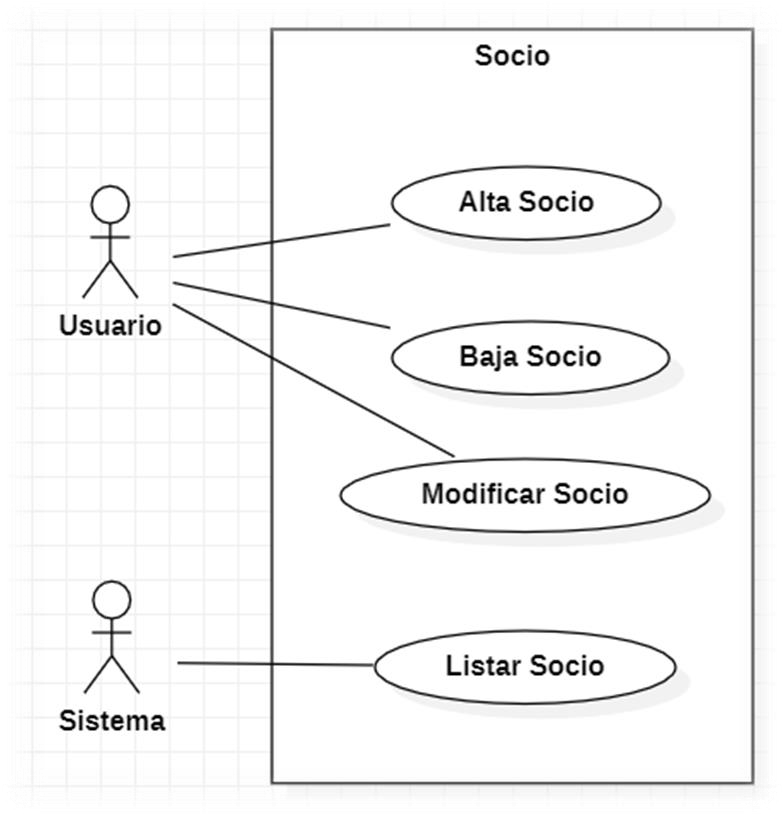 Socio
Alta Socio
Usuario
Baja Socio
Modificar Socio
Listar Socio
Sistema